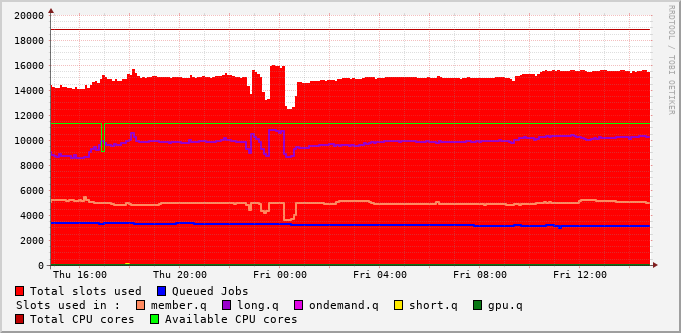 20000
18000
16000
14000
12000
10000
8000
6000
4000
2000
0
Thu 16:00 Thu 20:00 Fri 00:00 Fri 04:00 Fri 08:00 Fri 12:00
Total slots used Queued Jobs
Slots used in : member.q long.q ondemand.q short.q gpu.q
Total CPU cores Available CPU cores
RRDTOOL / TOBI OETIKER